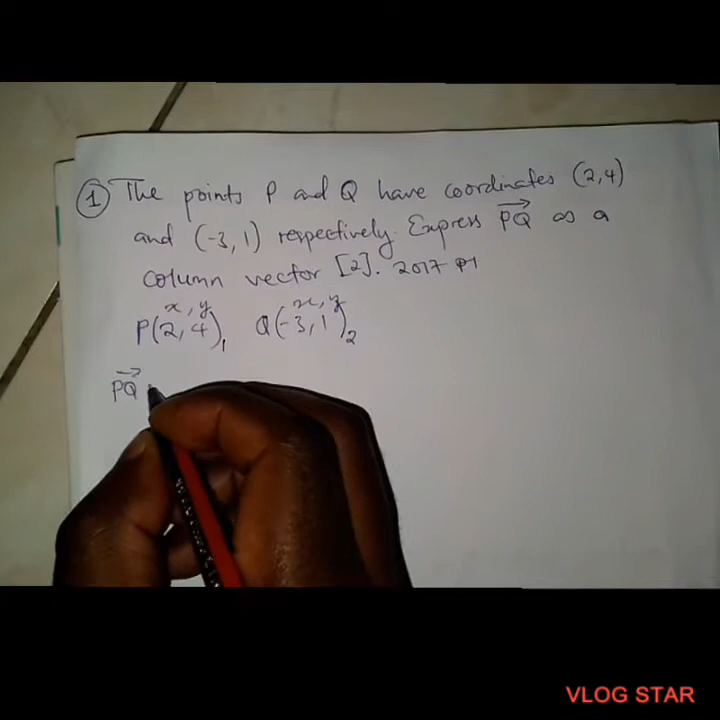 ① The points P and Q have coordinates (2,4)
and (-3,1) respectively. Express PQ as a
column vector [2]. 2017 P1
x, y x, y
P(2,4)₁ Q(-3,1)₂
PQ
VLOG STAR